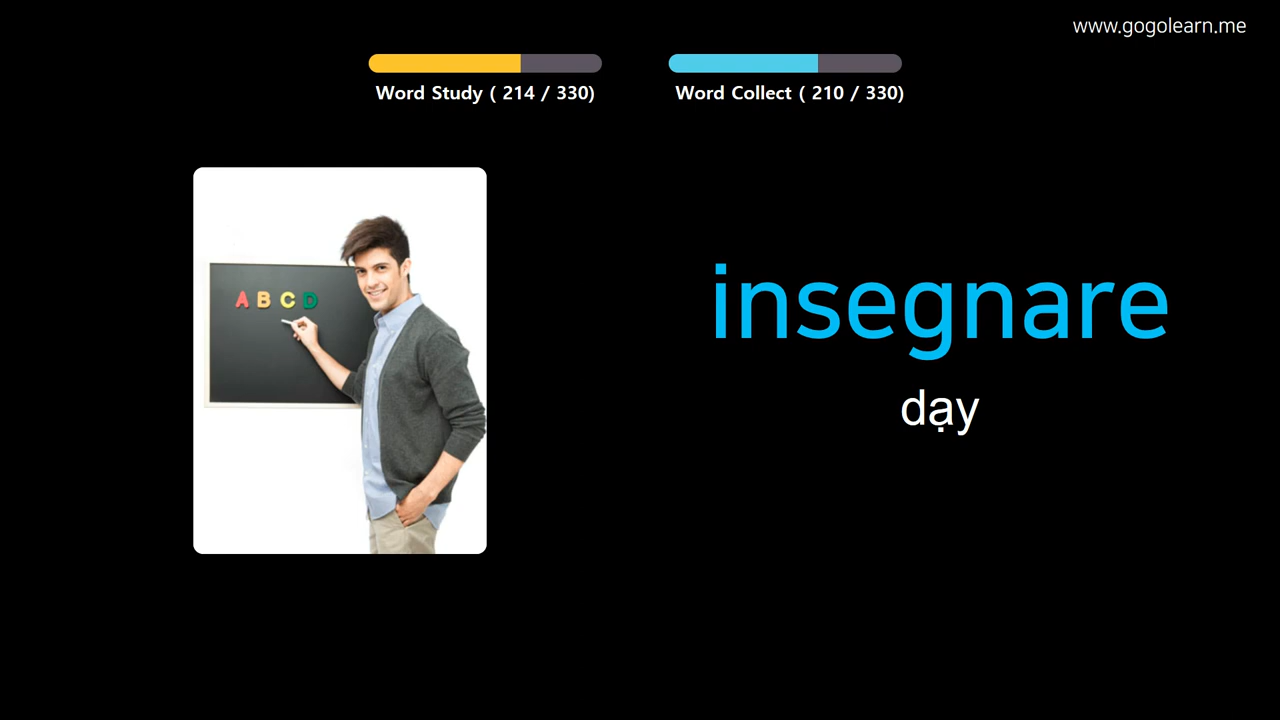 www.gogolearn.me
Word Study ( 214 / 330)
Word Collect ( 210 / 330)
A B C D
insegnare
dạy